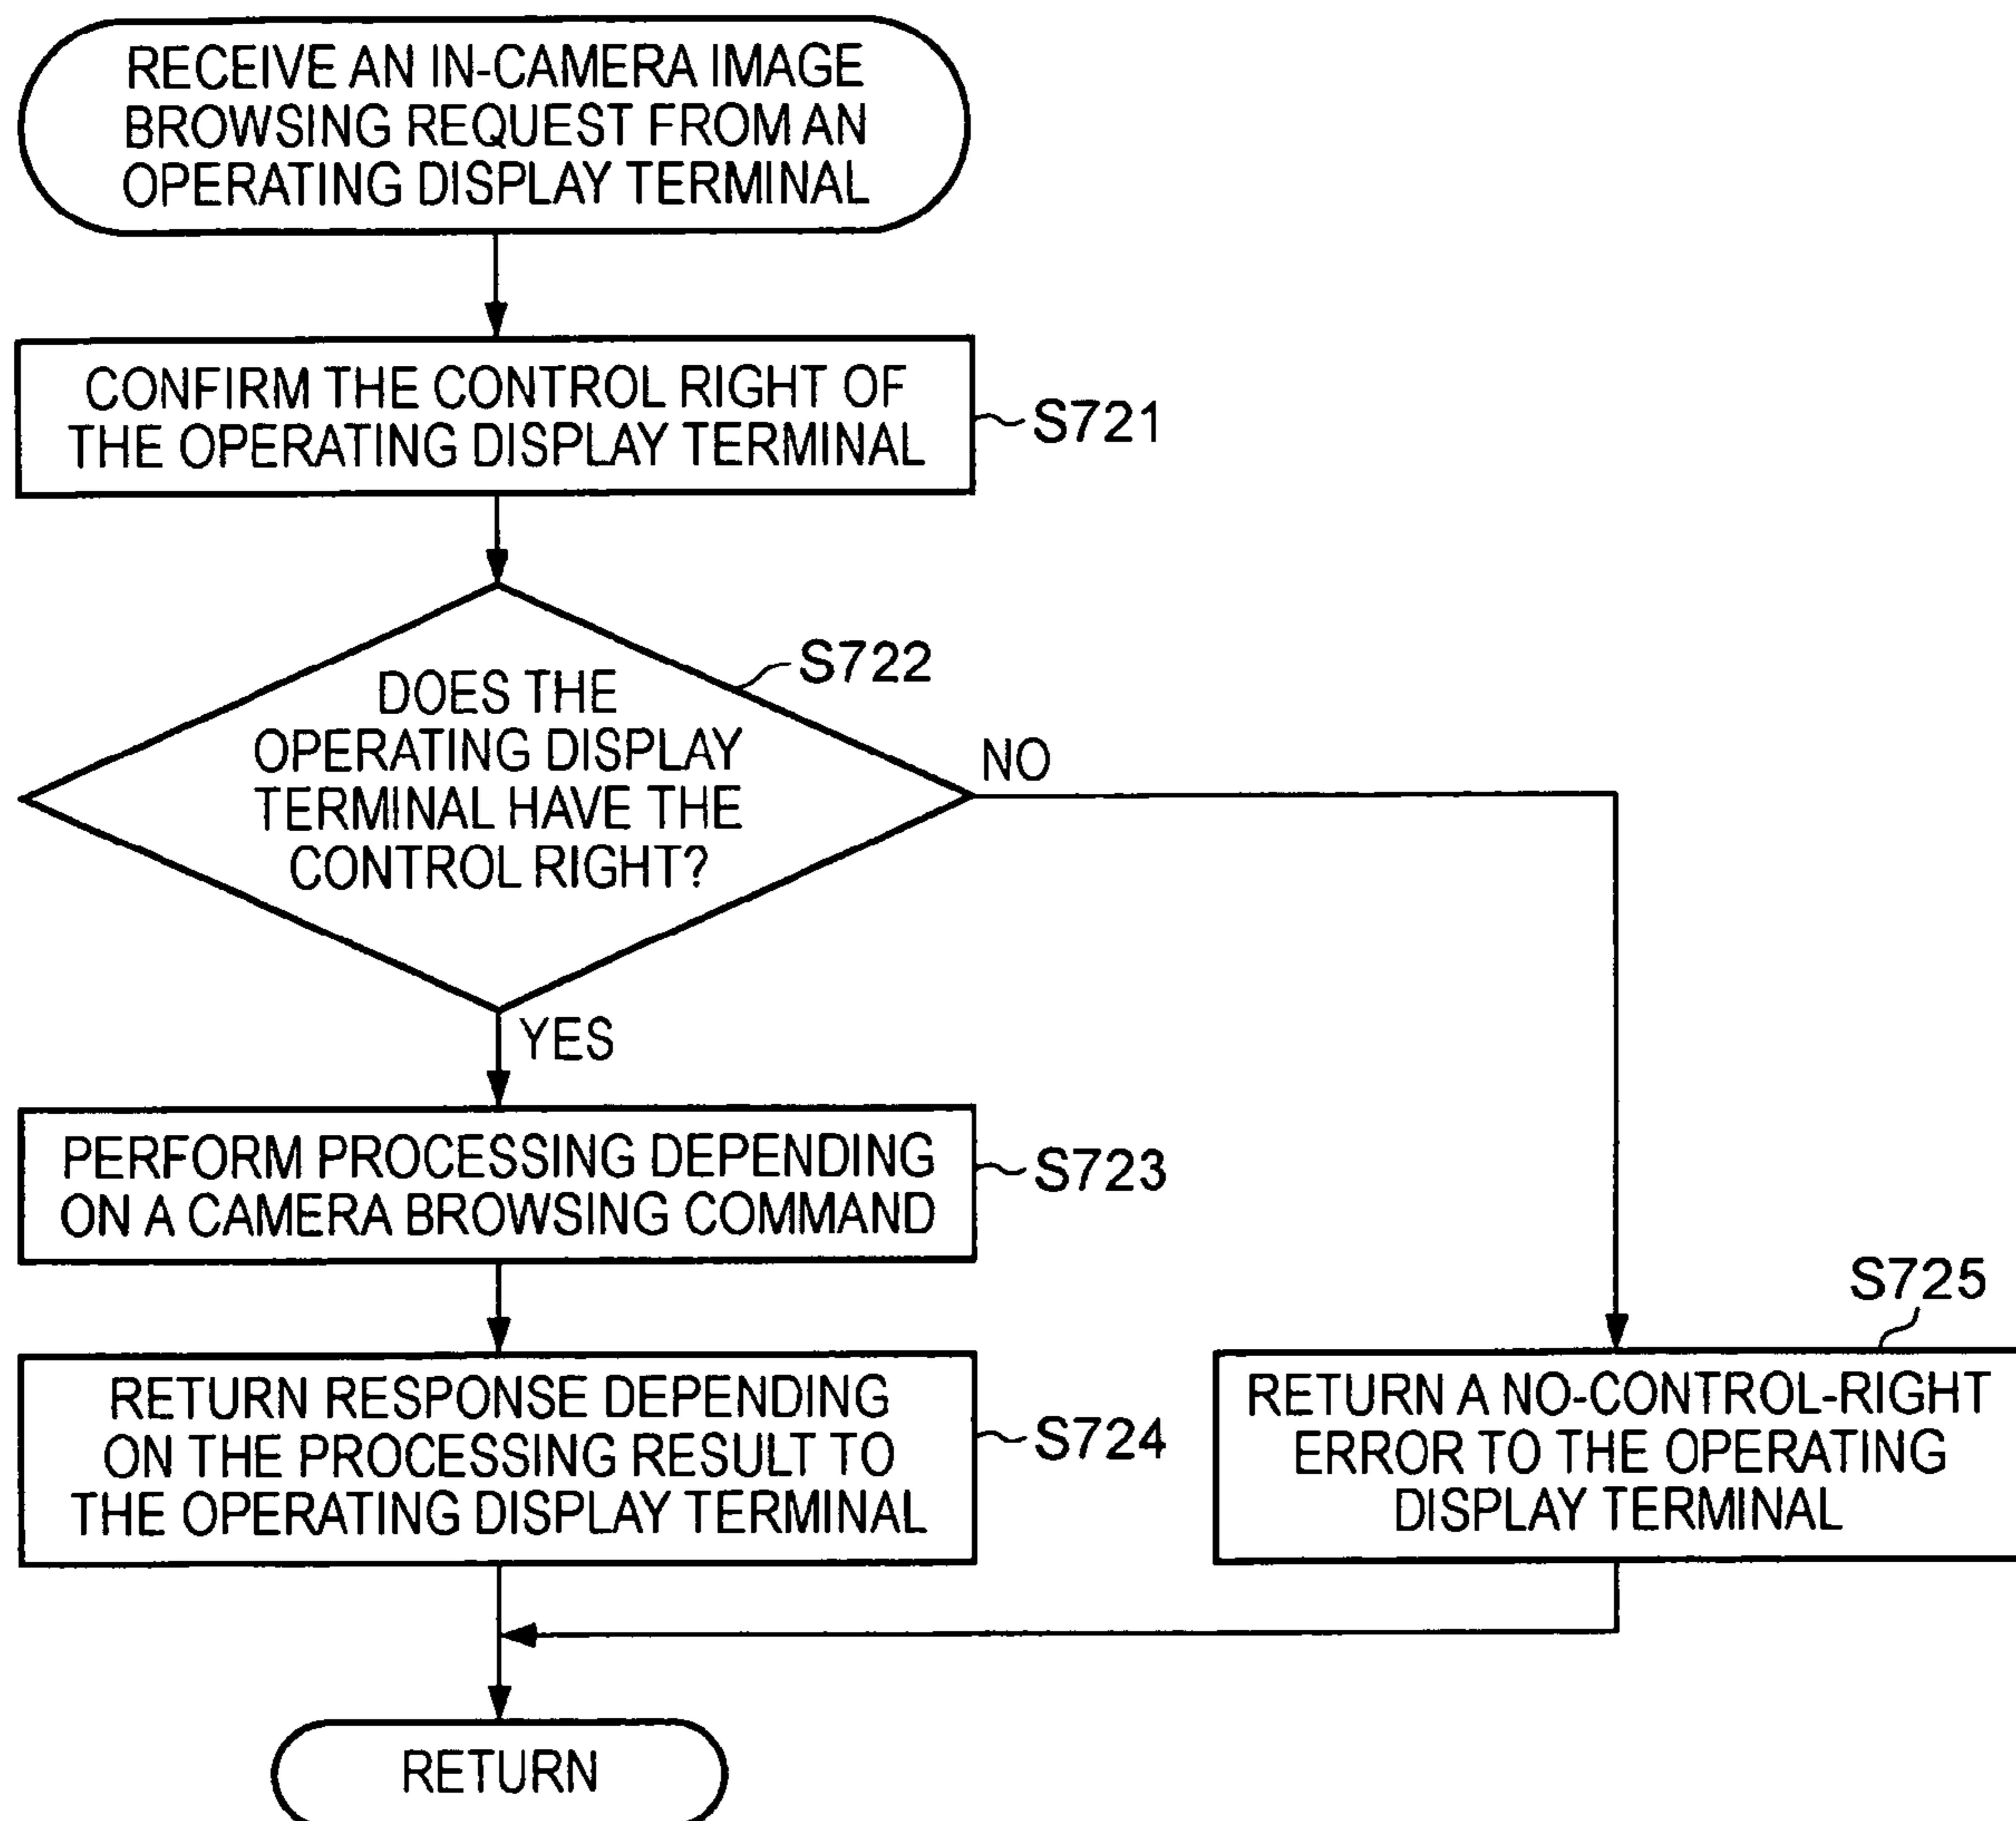 RECEIVE AN IN-CAMERA IMAGE
BROWSING REQUEST FROM AN
OPERATING DISPLAY TERMINAL
CONFIRM THE CONTROL RIGHT OF
THE OPERATING DISPLAY TERMINAL
S721
S722
DOES THE
OPERATING DISPLAY
TERMINAL HAVE THE
CONTROL RIGHT?
NO
YES
PERFORM PROCESSING DEPENDING
ON A CAMERA BROWSING COMMAND
S723
RETURN RESPONSE DEPENDING
ON THE PROCESSING RESULT TO
THE OPERATING DISPLAY TERMINAL
S724
S725
RETURN A NO-CONTROL-RIGHT
ERROR TO THE OPERATING
DISPLAY TERMINAL
RETURN